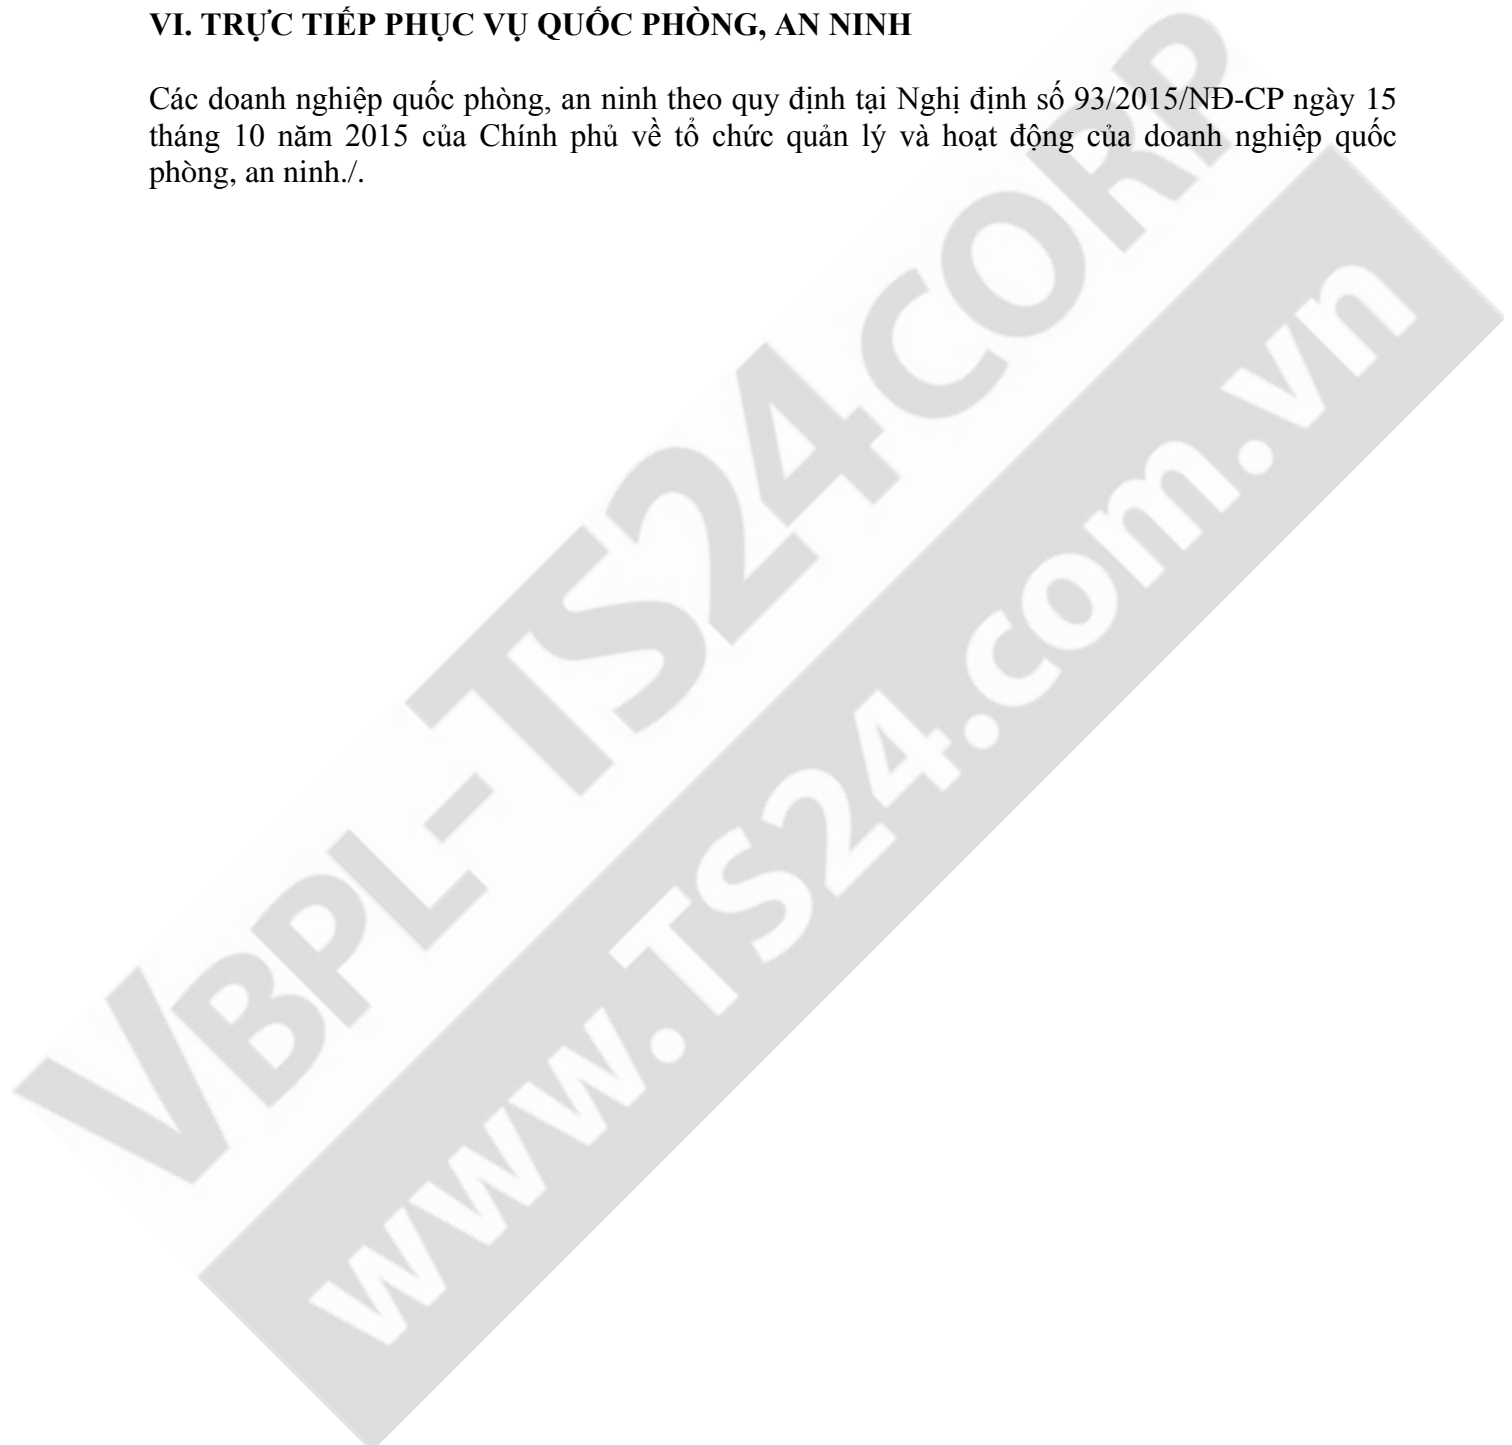 VI. TRỰC TIẾP PHỤC VỤ QUỐC PHÒNG, AN NINH
Các doanh nghiệp quốc phòng, an ninh theo quy định tại Nghị định số 93/2015/NĐ-CP ngày 15
tháng 10 năm 2015 của Chính phủ về tổ chức quản lý và hoạt động của doanh nghiệp quốc
phòng, an ninh./.
VBPL-TS24CORP
www.TS24.com.vn